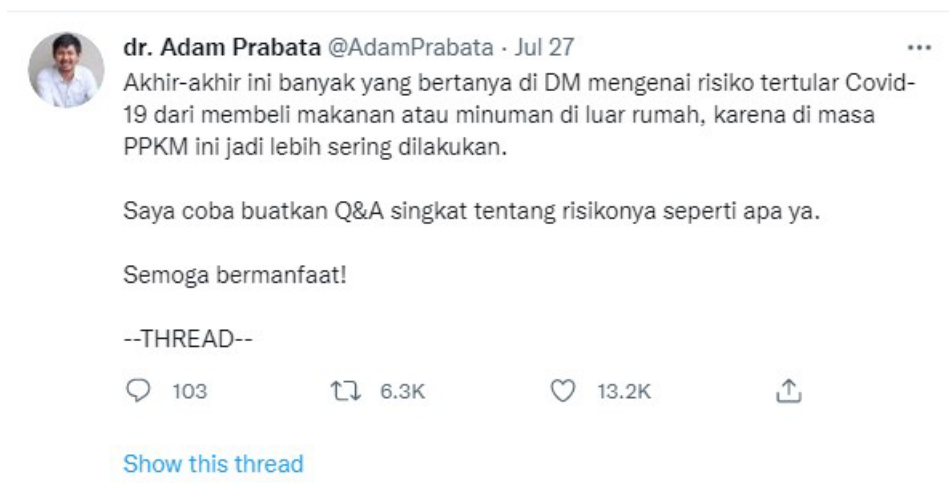 dr. Adam Prabata @AdamPrabata · Jul 27
Akhir-akhir ini banyak yang bertanya di DM mengenai risiko tertular Covid-
19 dari membeli makanan atau minuman di luar rumah, karena di masa
PPKM ini jadi lebih sering dilakukan.
Saya coba buatkan Q&A singkat tentang risikonya seperti apa ya.
Semoga bermanfaat!
--THREAD--
103 6.3K 13.2K
Show this thread